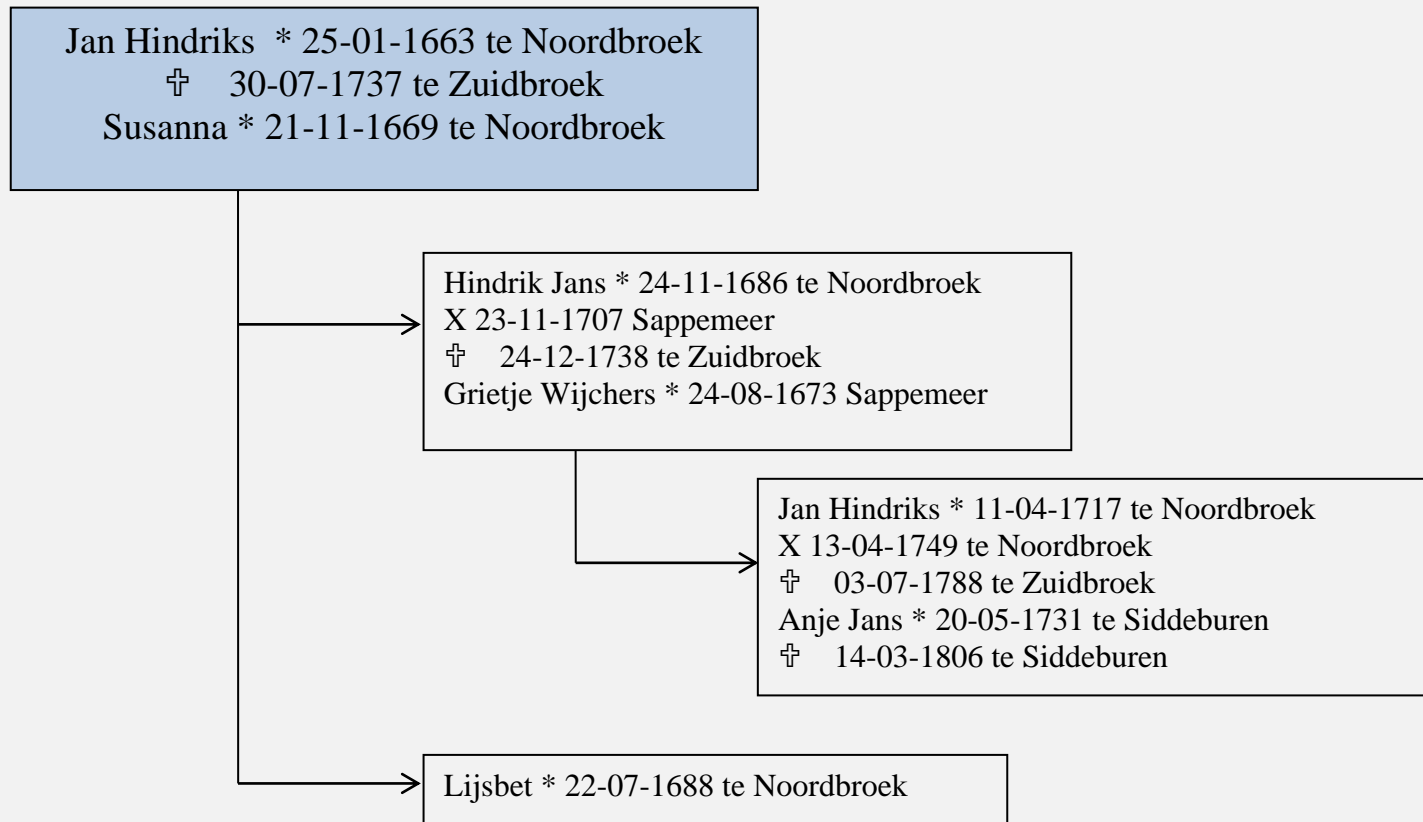 Jan Hindriks * 25-01-1663 te Noordbroek
✞ 30-07-1737 te Zuidbroek
Susanna * 21-11-1669 te Noordbroek
Hindrik Jans * 24-11-1686 te Noordbroek
X 23-11-1707 Sappemeer
✞ 24-12-1738 te Zuidbroek
Grietje Wijchers * 24-08-1673 Sappemeer
Jan Hindriks * 11-04-1717 te Noordbroek
X 13-04-1749 te Noordbroek
✞ 03-07-1788 te Zuidbroek
Anje Jans * 20-05-1731 te Siddeburen
✞ 14-03-1806 te Siddeburen
Lijsbet * 22-07-1688 te Noordbroek